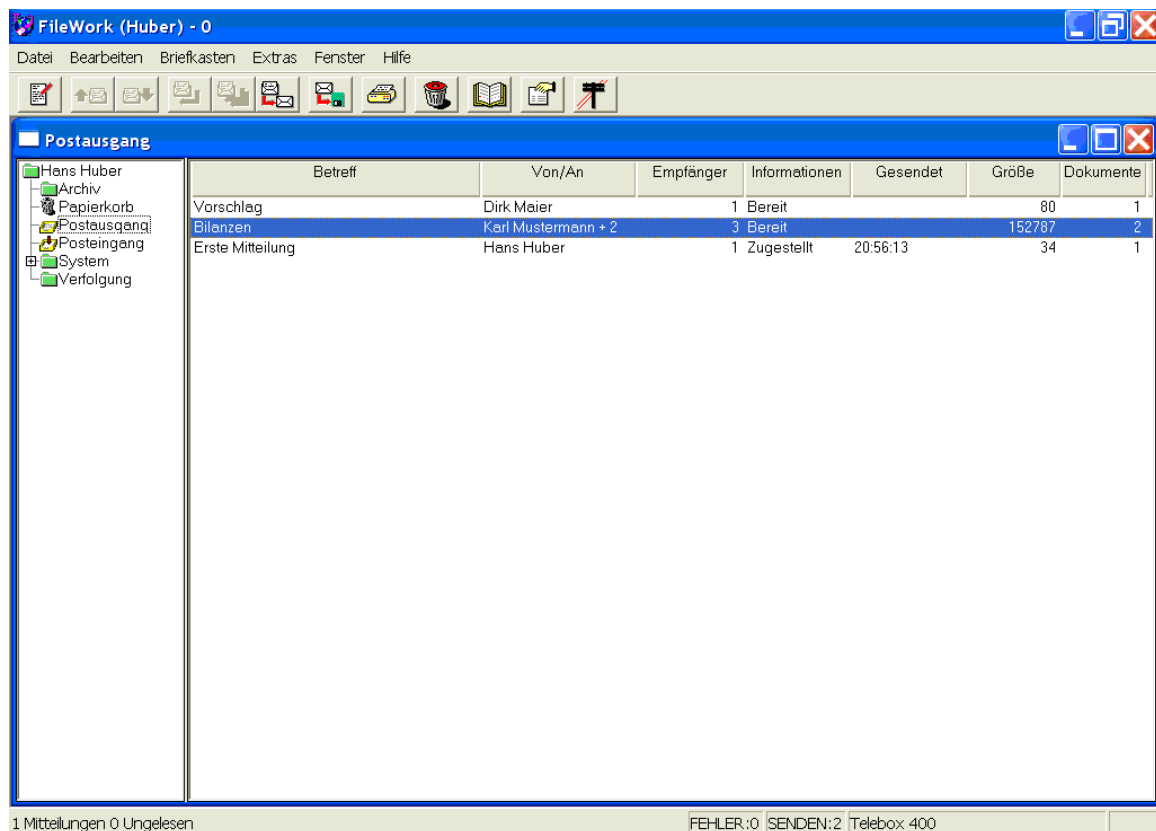 FileWork (Huber) - 0
Datei Bearbeiten Briefkasten Extras Fenster Hilfe
Postausgang
Hans Huber
Archiv
Papierkorb
Postausgang
Posteingang
System
Verfolgung
Betreff Von/An Empfänger Informationen Gesendet Größe Dokumente
Vorschlag Dirk Maier 1 Bereit 80 1
Bilanzen Karl Mustermann + 2 3 Bereit 152787 2
Erste Mitteilung Hans Huber 1 Zugestellt 20:56:13 34 1
1 Mitteilungen 0 Ungelesen FEHLER:0 SENDEN:2 Telebox 400